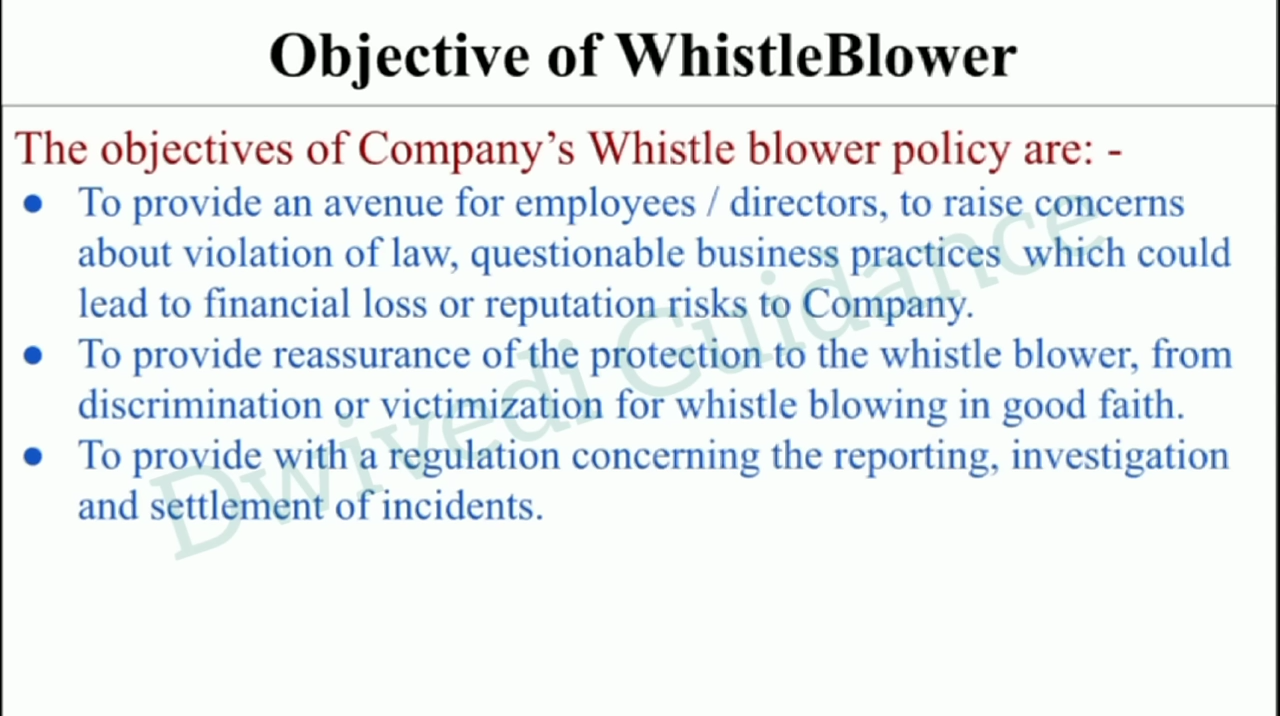 Objective of WhistleBlower
The objectives of Company’s Whistle blower policy are: -
● To provide an avenue for employees / directors, to raise concerns
about violation of law, questionable business practices which could
lead to financial loss or reputation risks to Company.
● To provide reassurance of the protection to the whistle blower, from
discrimination or victimization for whistle blowing in good faith.
● To provide with a regulation concerning the reporting, investigation
and settlement of incidents.
Dwivedi Guidance